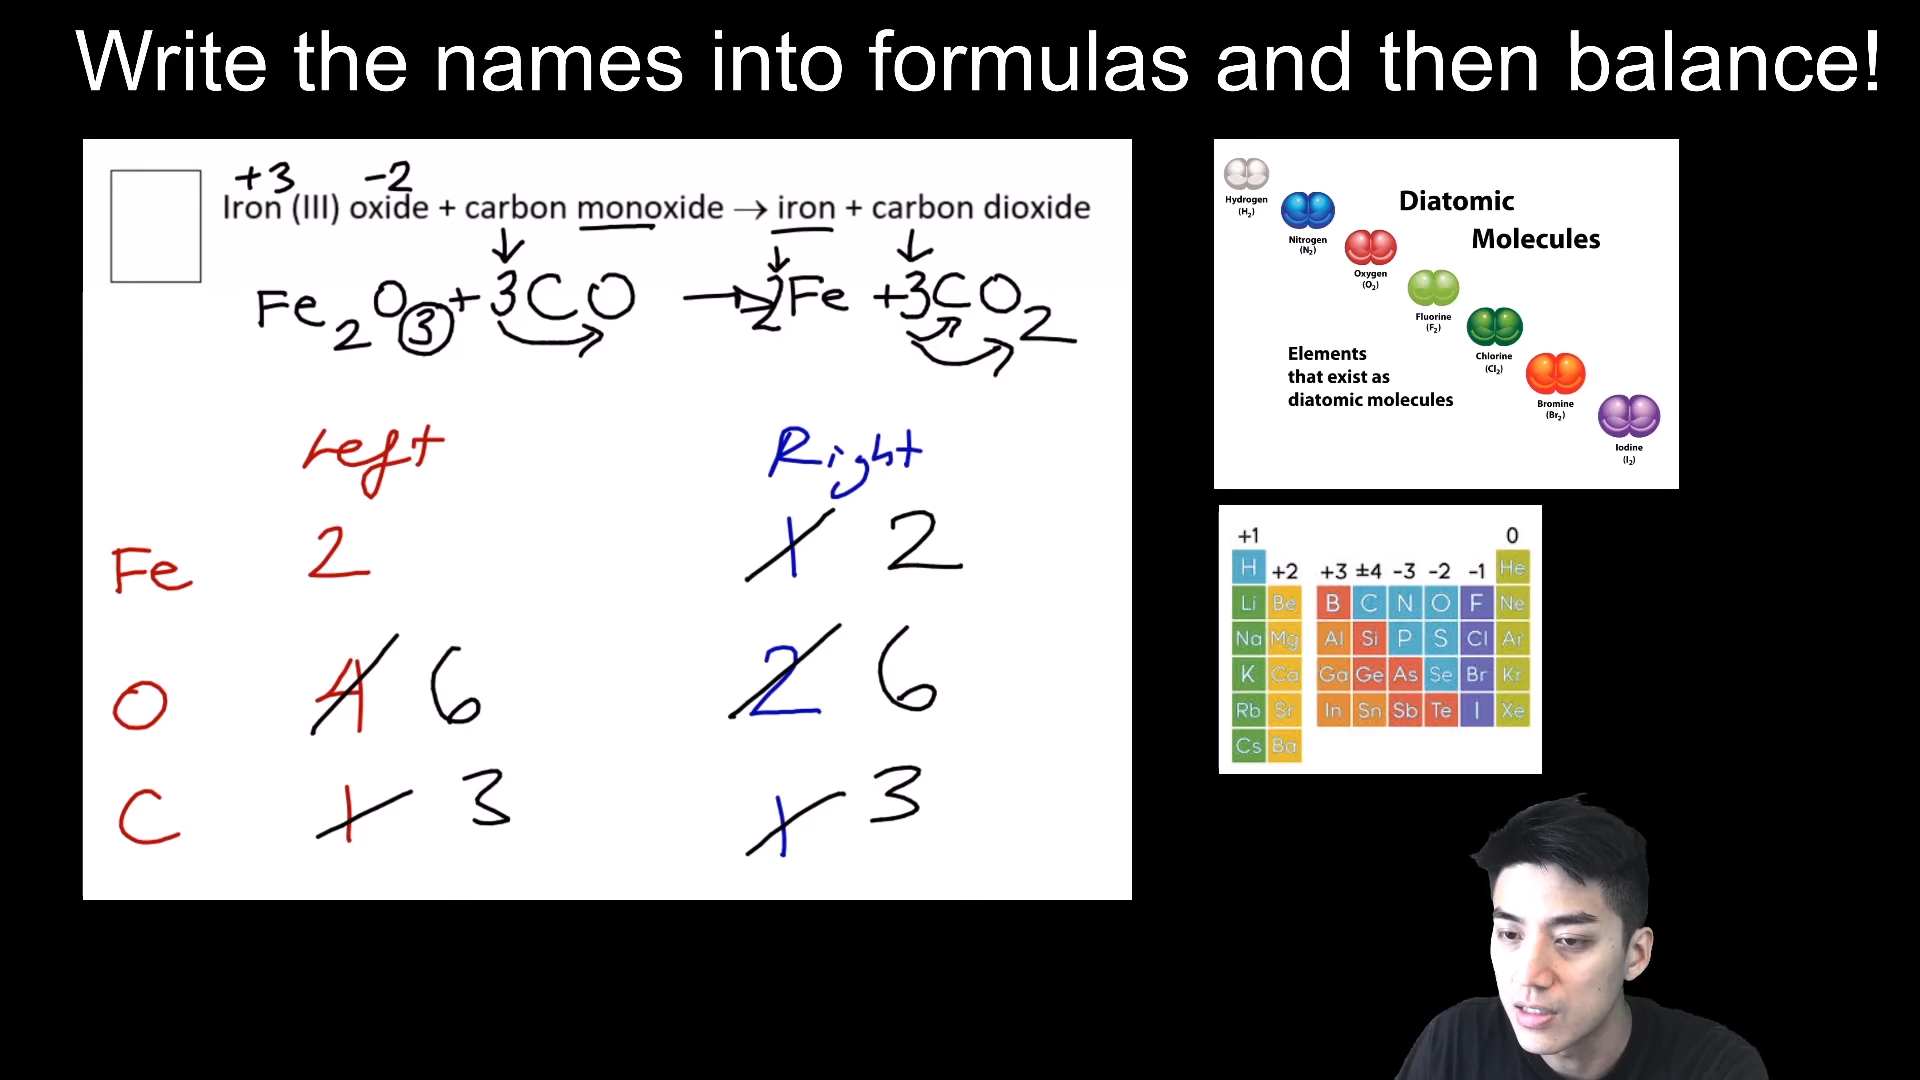 Write the names into formulas and then balance!
+3 -2
Iron (III) oxide + carbon monoxide → iron + carbon dioxide
Fe2O3 + 3CO → 2Fe + 3CO2
Left Right
Fe 2 1 2
O 4 6 2 6
C 1 3 1 3
Diatomic
Molecules
Hydrogen
(H2)
Nitrogen
(N2)
Oxygen
(O2)
Fluorine
(F2)
Chlorine
(Cl2)
Bromine
(Br2)
Iodine
(I2)
Elements
that exist as
diatomic molecules
+1 0
H +2 +3 ±4 -3 -2 -1 He
Li Be B C N O F Ne
Na Mg Al Si P S Cl Ar
K Ca Ga Ge As Se Br Kr
Rb Sr In Sn Sb Te I Xe
Cs Ba